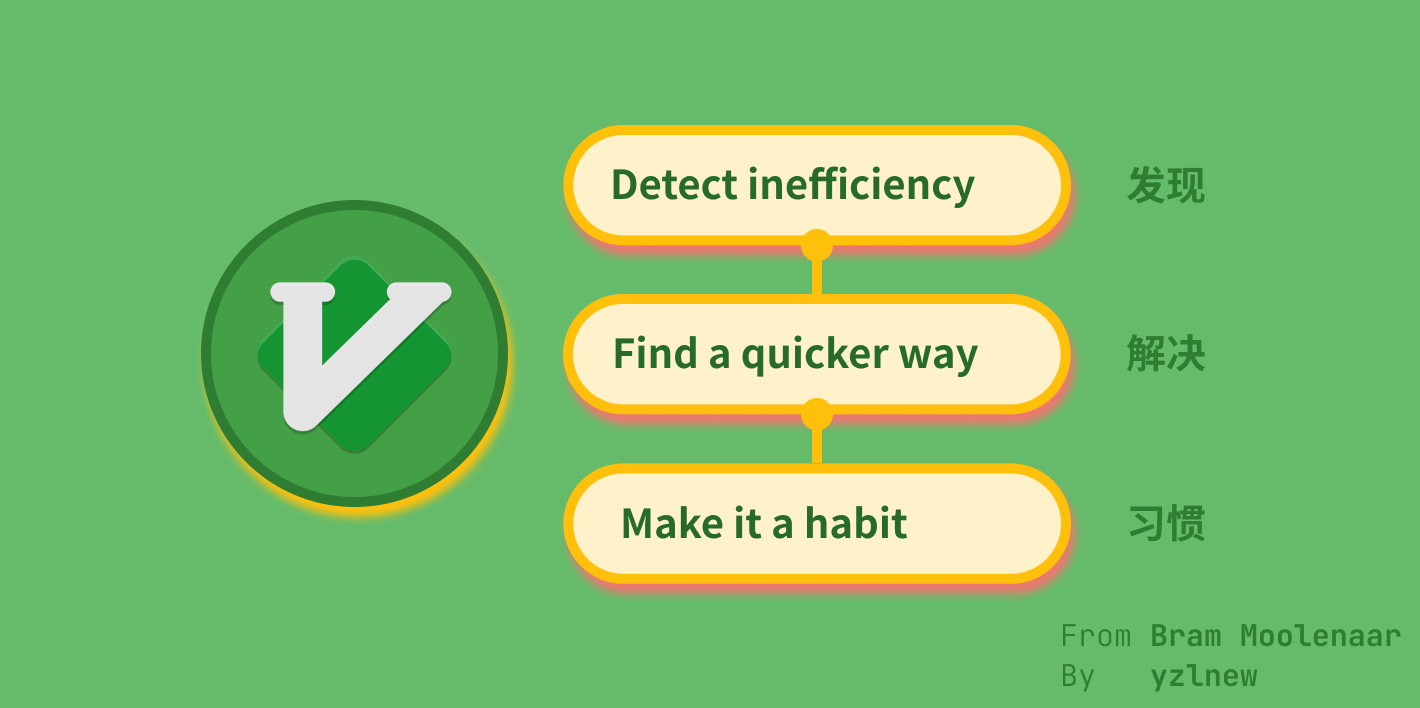 Detect inefficiency 发现
Find a quicker way 解决
Make it a habit 习惯
From Bram Moolenaar
By yzlnew